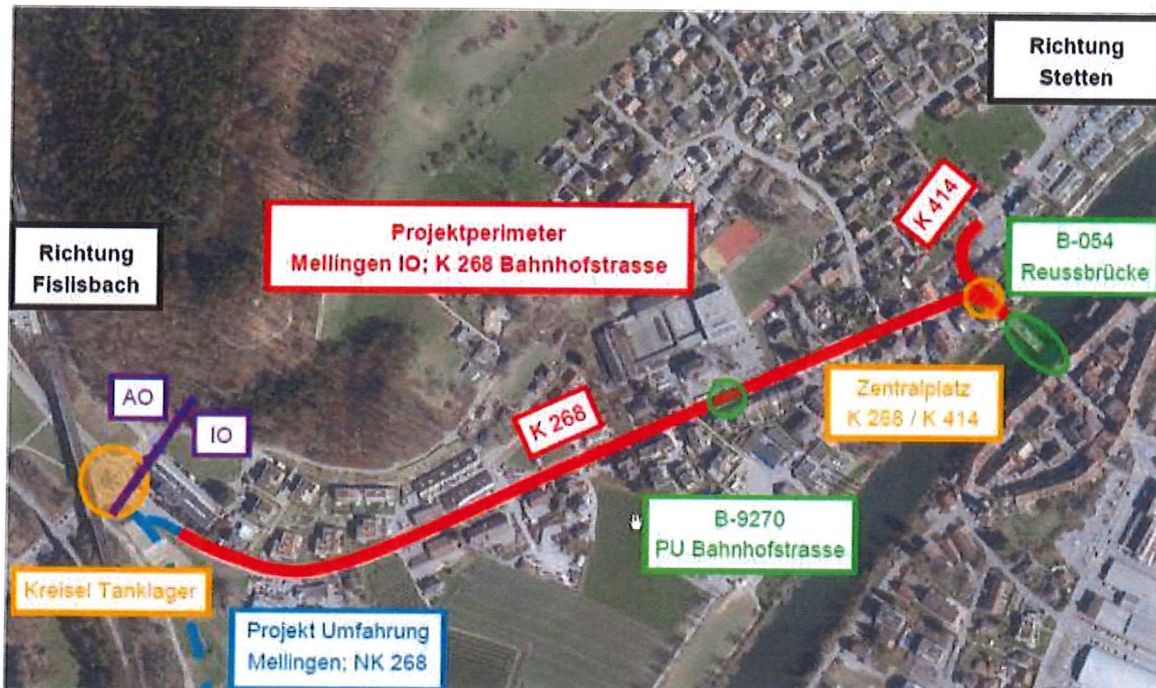 Richtung
Stetten
K 414
Projektperimeter
Mellingen IO; K 268 Bahnhofstrasse
B-054
Reussbrücke
Richtung
Fislisbach
AO
IO
Zentralplatz
K 268 / K 414
K 268
B-9270
PU Bahnhofstrasse
Kreisel Tanklager
Projekt Umfahrung
Mellingen; NK 268